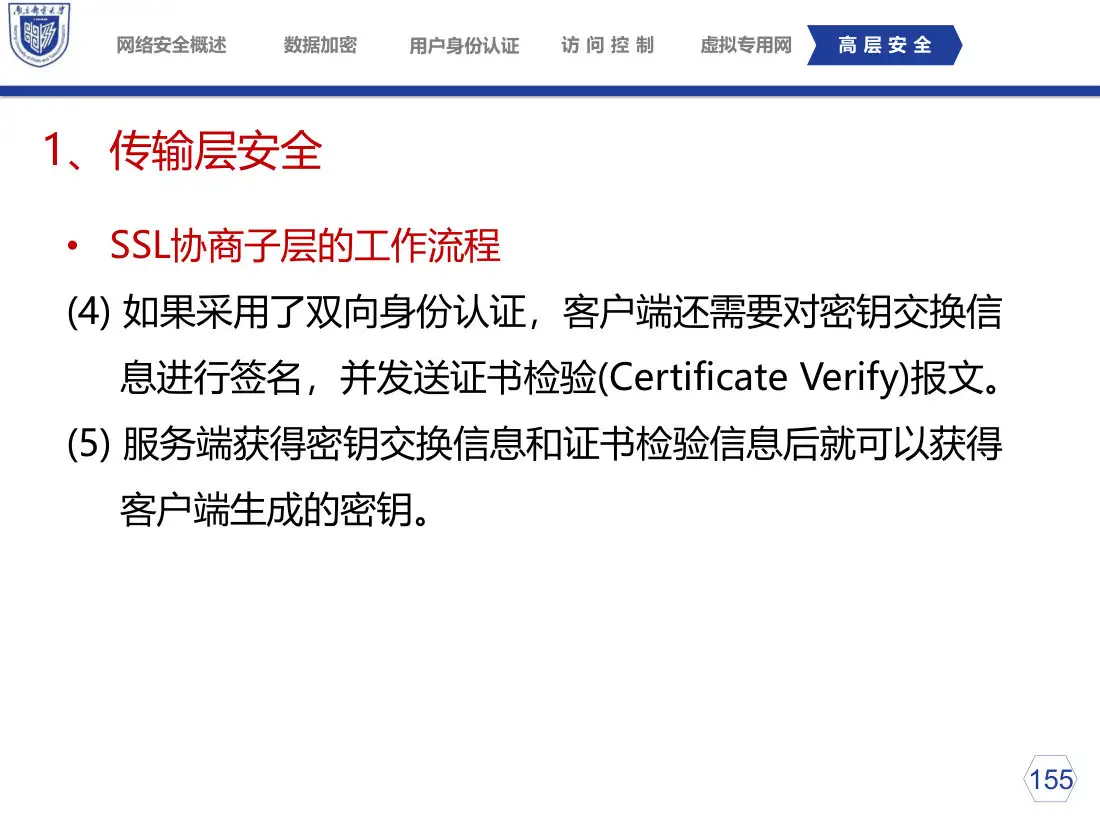 网络安全概述 数据加密 用户身份认证 访问控制 虚拟专用网 高层安全
1、传输层安全
• SSL协商子层的工作流程
(4) 如果采用了双向身份认证，客户端还需要对密钥交换信
息进行签名，并发送证书检验(Certificate Verify)报文。
(5) 服务端获得密钥交换信息和证书检验信息后就可以获得
客户端生成的密钥。
155